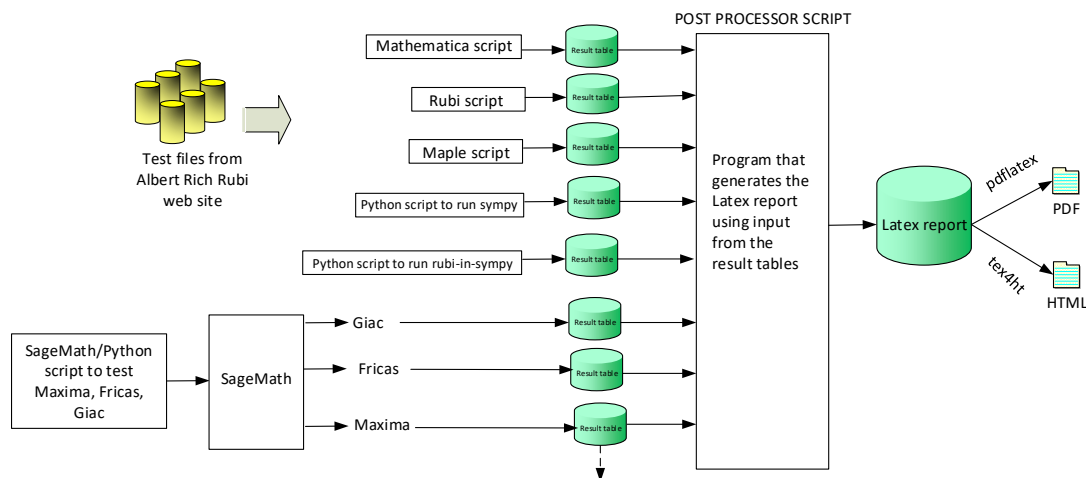 POST PROCESSOR SCRIPT
Mathematica script
Result table
Rubi script
Result table
Test files from
Albert Rich Rubi
web site
Maple script
Result table
Python script to run sympy
Result table
Python script to run rubi-in-sympy
Result table
SageMath/Python
script to test
Maxima, Fricas,
Giac
SageMath
Giac
Result table
Fricas
Result table
Maxima
Result table
Program that
generates the
Latex report
using input
from the
result tables
Latex report
pdflatex
PDF
tex4ht
HTML